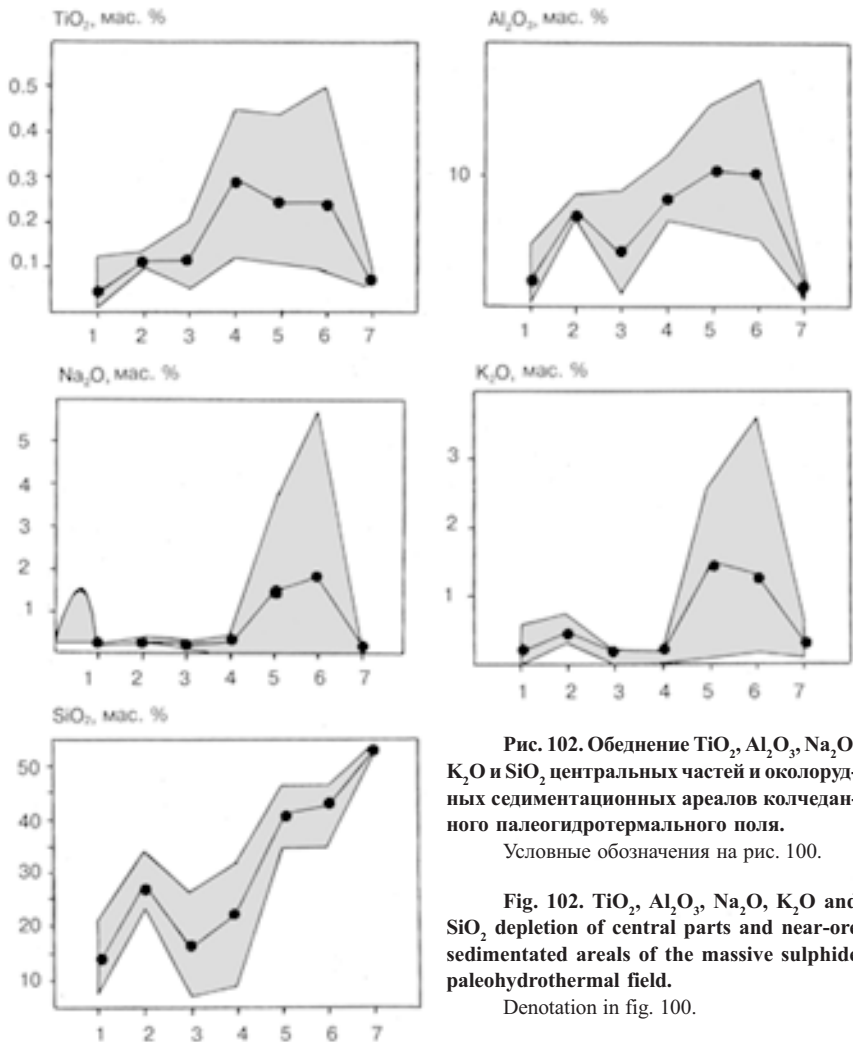 TiO₂, мас. %
0.5
0.4
0.3
0.2
0.1
1 2 3 4 5 6 7
Al₂O₃, мас. %
10
1 2 3 4 5 6 7
Na₂O, мас. %
5
4
3
2
1
1 2 3 4 5 6 7
K₂O, мас. %
3
2
1
1 2 3 4 5 6 7
SiO₂, мас. %
50
40
30
20
10
1 2 3 4 5 6 7
Рис. 102. Обеднение TiO₂, Al₂O₃, Na₂O
K₂O и SiO₂ центральных частей и околоруд-
ных седиментационных ареалов колчедан-
ного палеогидротермального поля.
Условные обозначения на рис. 100.
Fig. 102. TiO₂, Al₂O₃, Na₂O, K₂O and
SiO₂ depletion of central parts and near-ore
sedimentated areals of the massive sulphide
paleohydrothermal field.
Denotation in fig. 100.